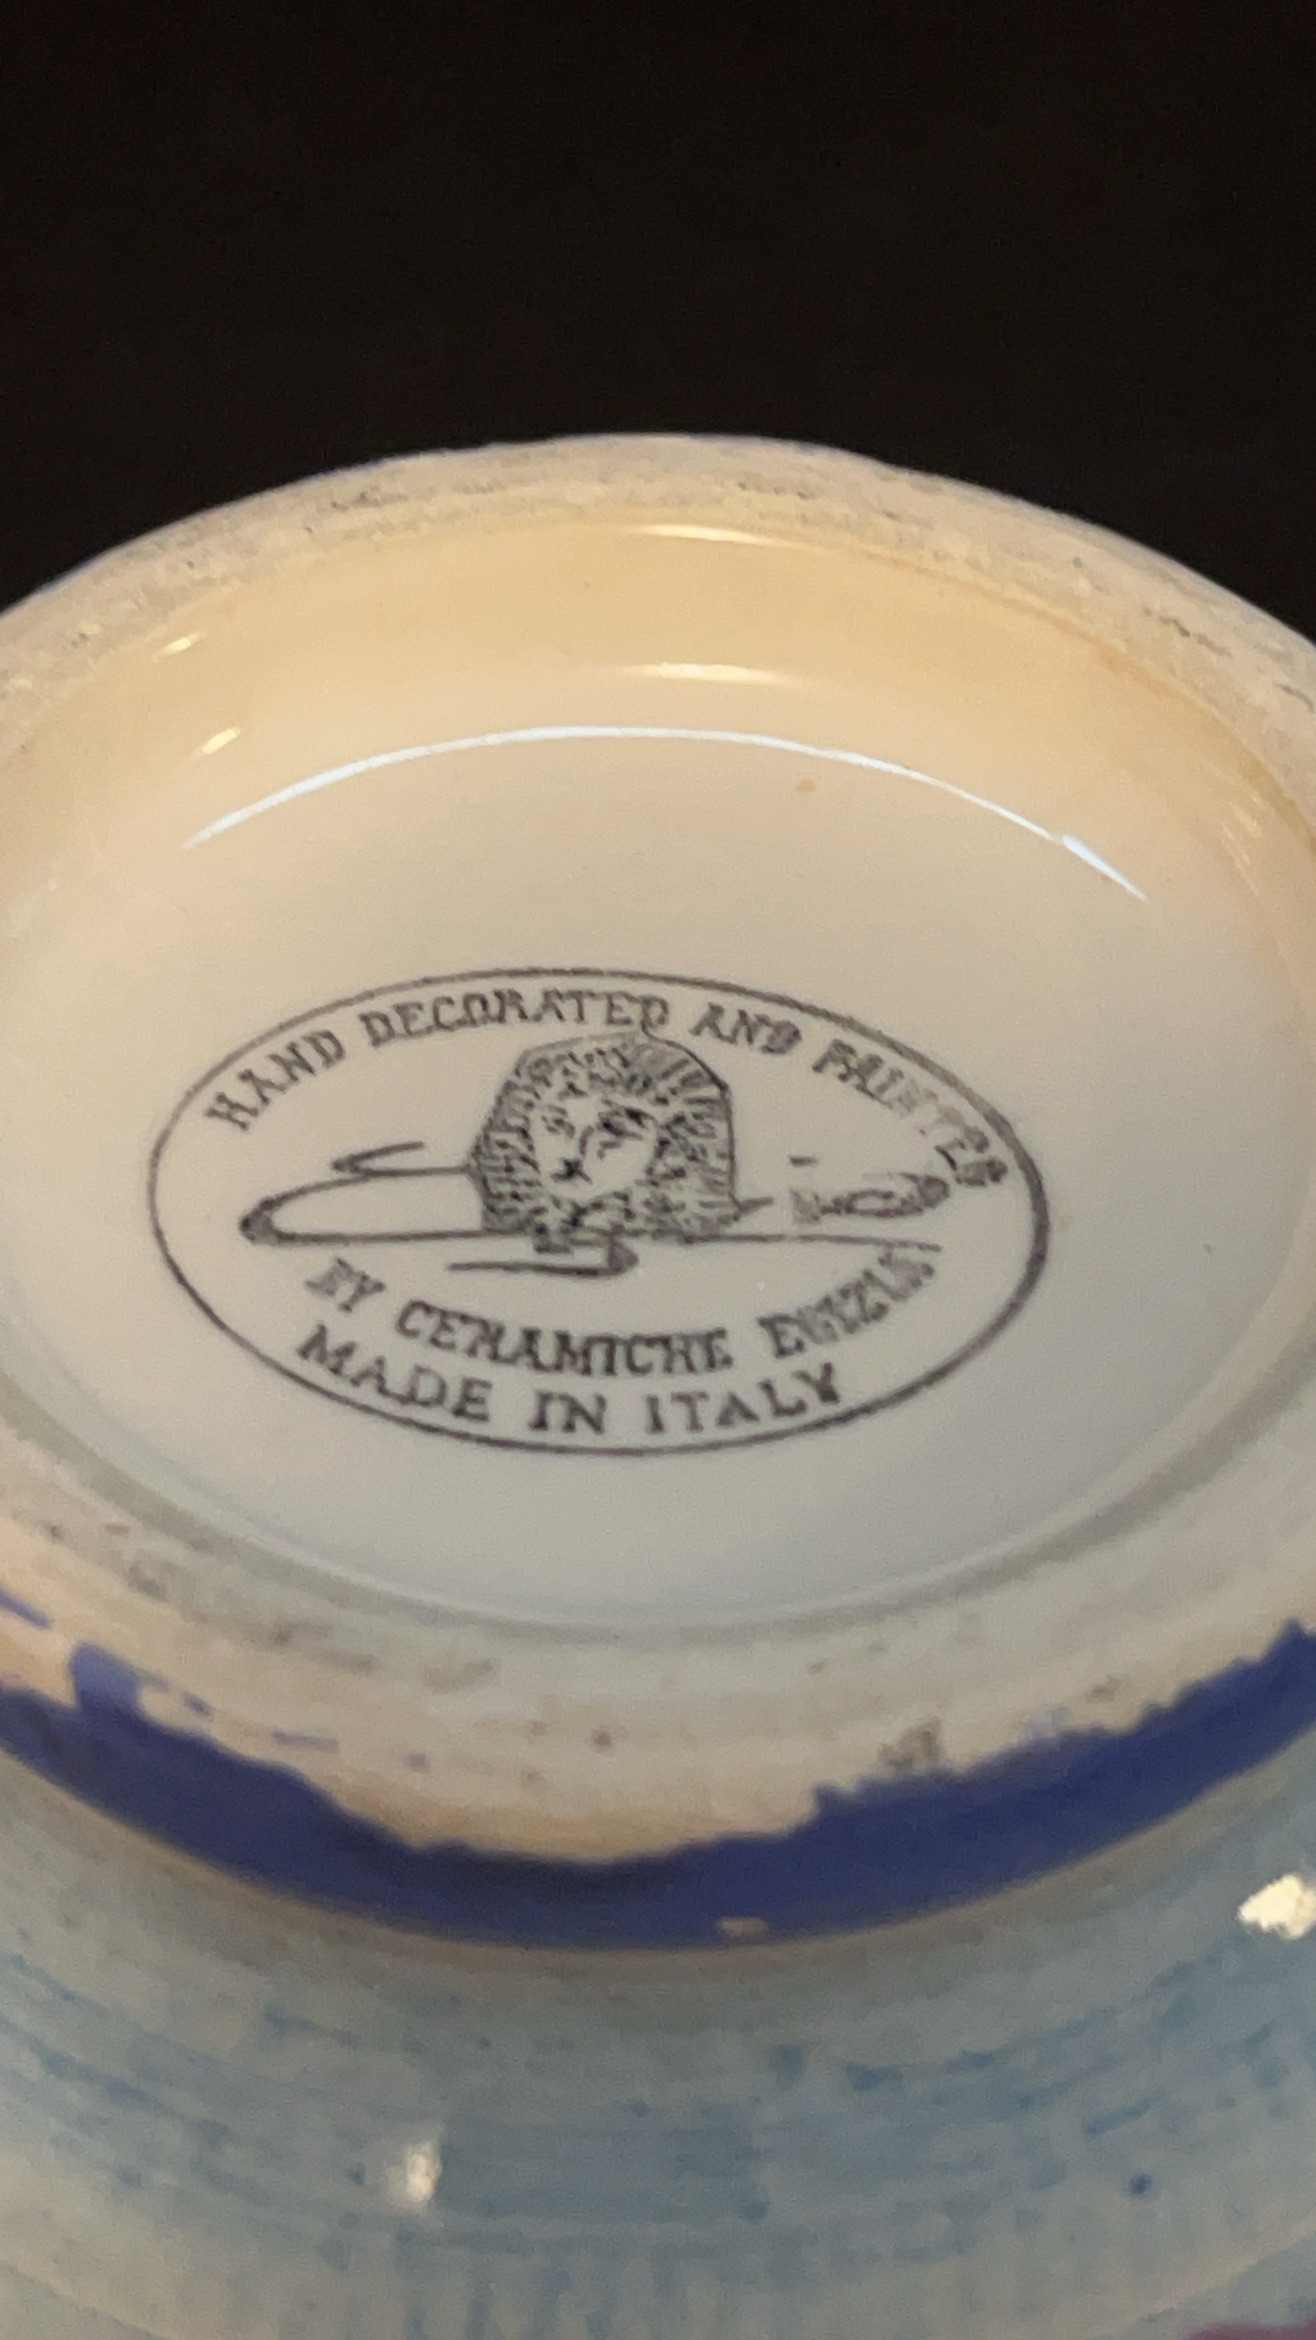 HAND DECORATED AND PAINTED
BY CERAMICHE
MADE IN ITALY